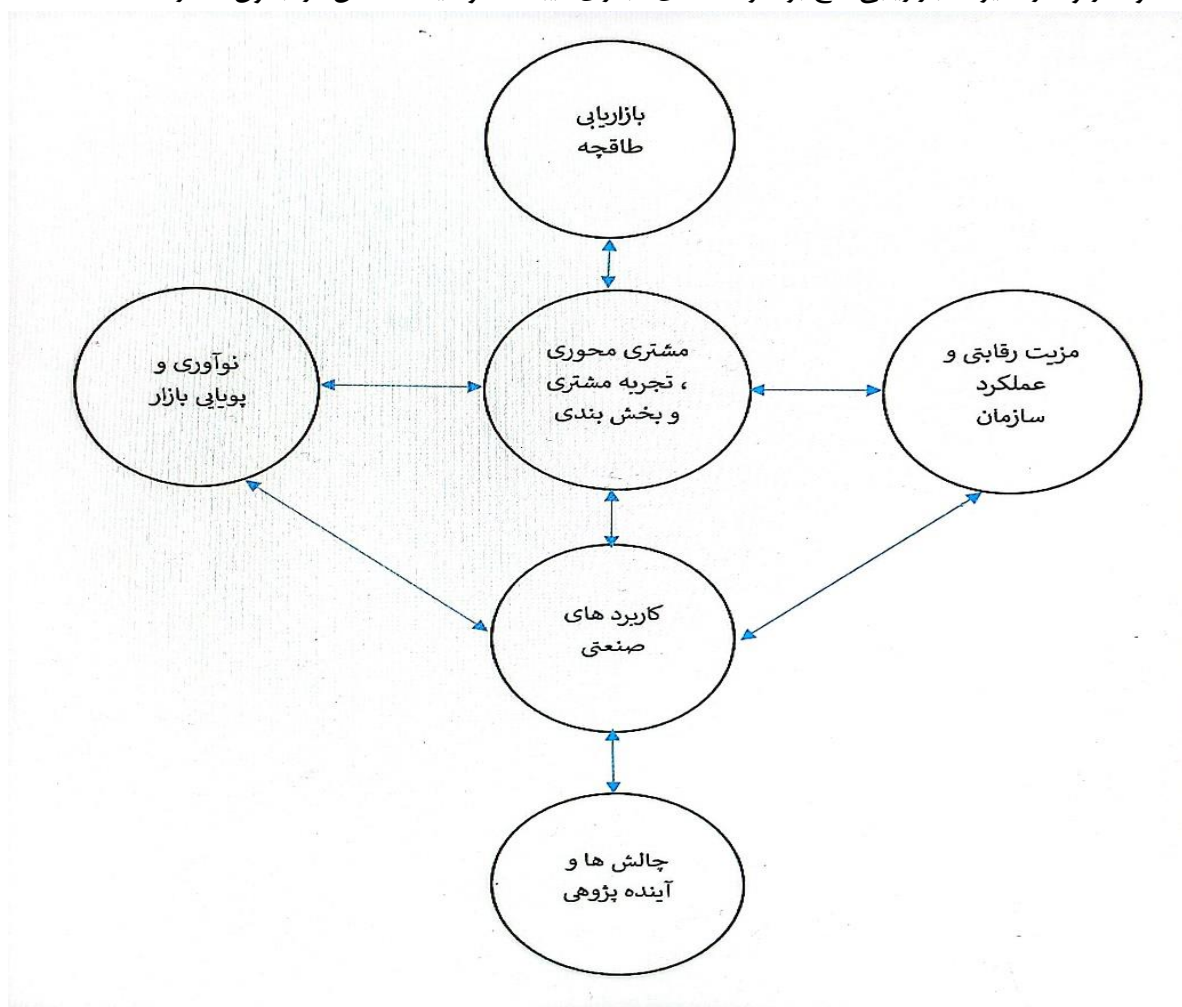 بازاریابی
طاقچه
مشتری محوری
، تجربه مشتری
و بخش بندی
مزیت رقابتی و
عملکرد
سازمان
نوآوری و
پویایی بازار
کاربرد های
صنعتی
چالش ها و
آینده پژوهی